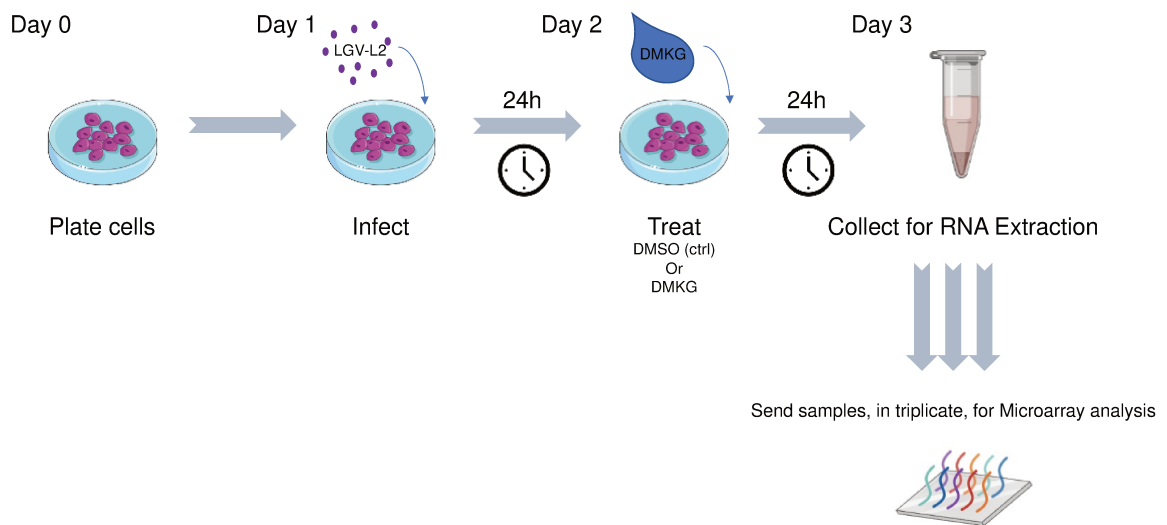 Day 0
Day 1
LGV-L2
Day 2
DMKG
Day 3
24h
24h
Plate cells
Infect
Treat
DMSO (ctrl)
Or
DMKG
Collect for RNA Extraction
Send samples, in triplicate, for Microarray analysis